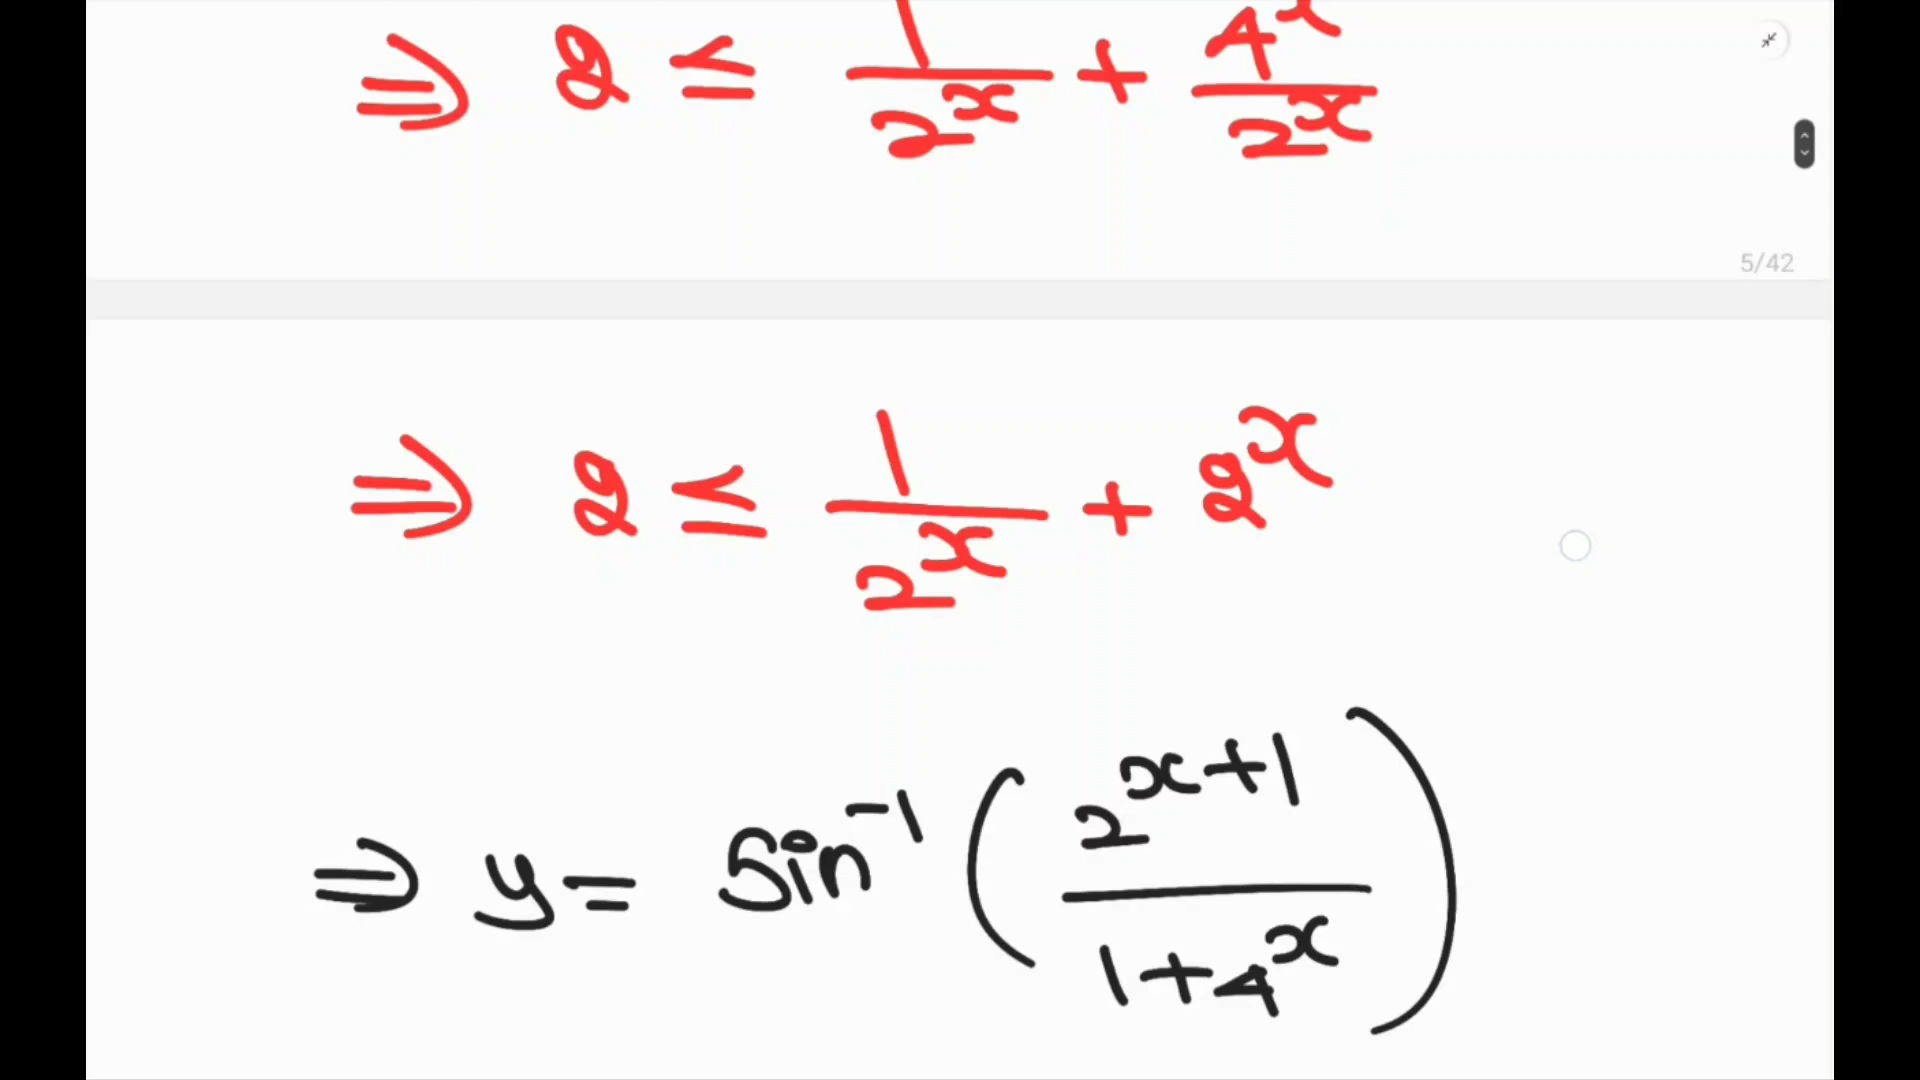 ⇒ 2 ≤ 1/2^x + 4^x/2^x
5/42
⇒ 2 ≤ 1/2^x + 2^x
⇒ y = Sin^-1 (2^(x+1)/(1+4^x))